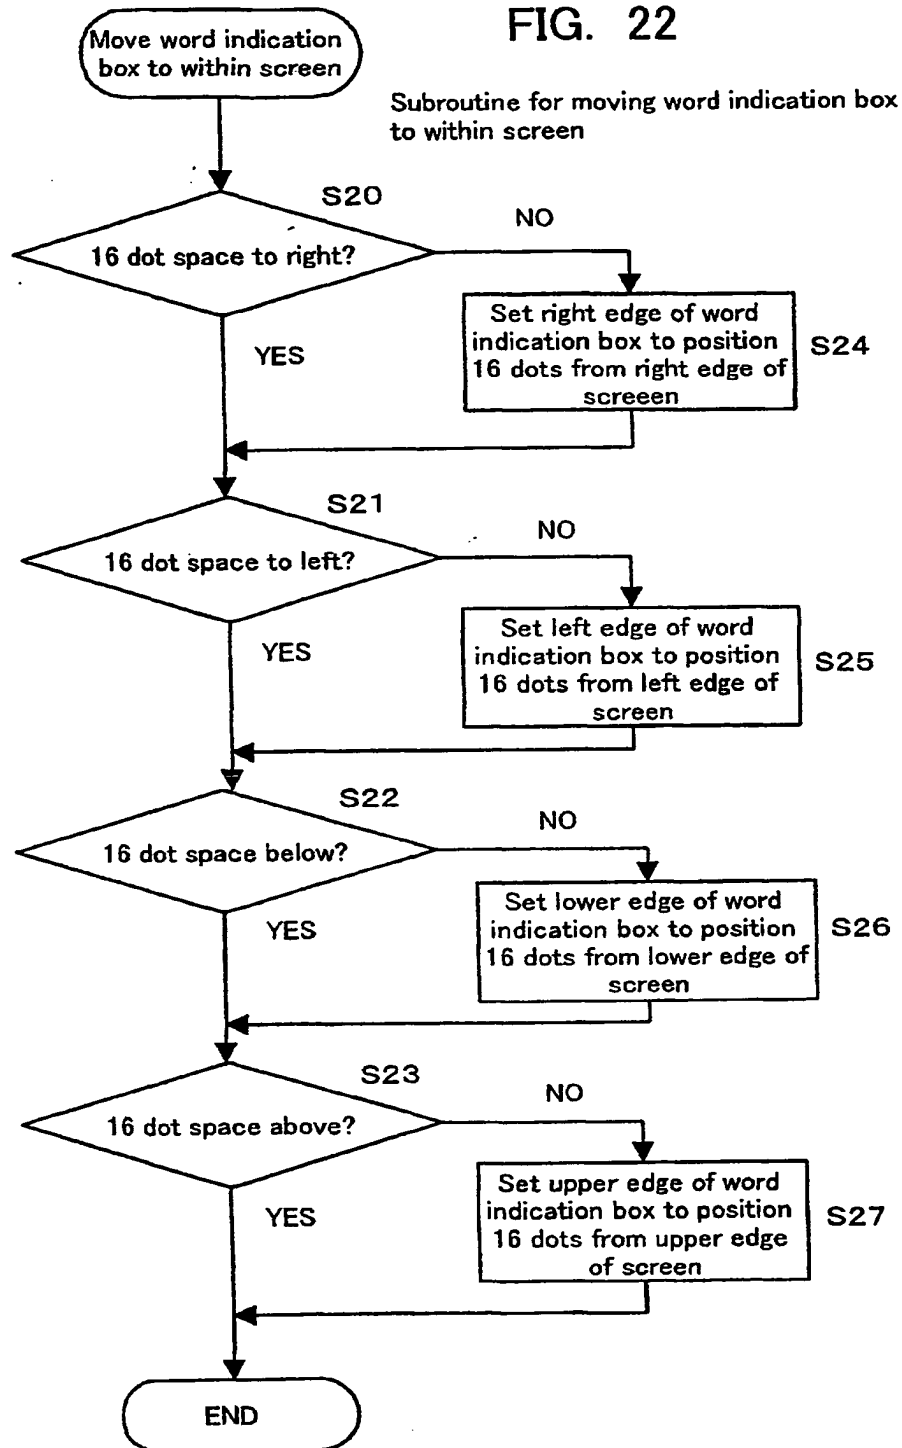 FIG. 22
Move word indication
box to within screen
Subroutine for moving word indication box
to within screen
S20
NO
16 dot space to right?
Set right edge of word
indication box to position
16 dots from right edge of
screeen
S24
YES
S21
NO
16 dot space to left?
Set left edge of word
indication box to position
16 dots from left edge of
screen
S25
YES
S22
NO
16 dot space below?
Set lower edge of word
indication box to position
16 dots from lower edge of
screen
S26
YES
S23
NO
16 dot space above?
Set upper edge of word
indication box to position
16 dots from upper edge
of screen
S27
YES
END